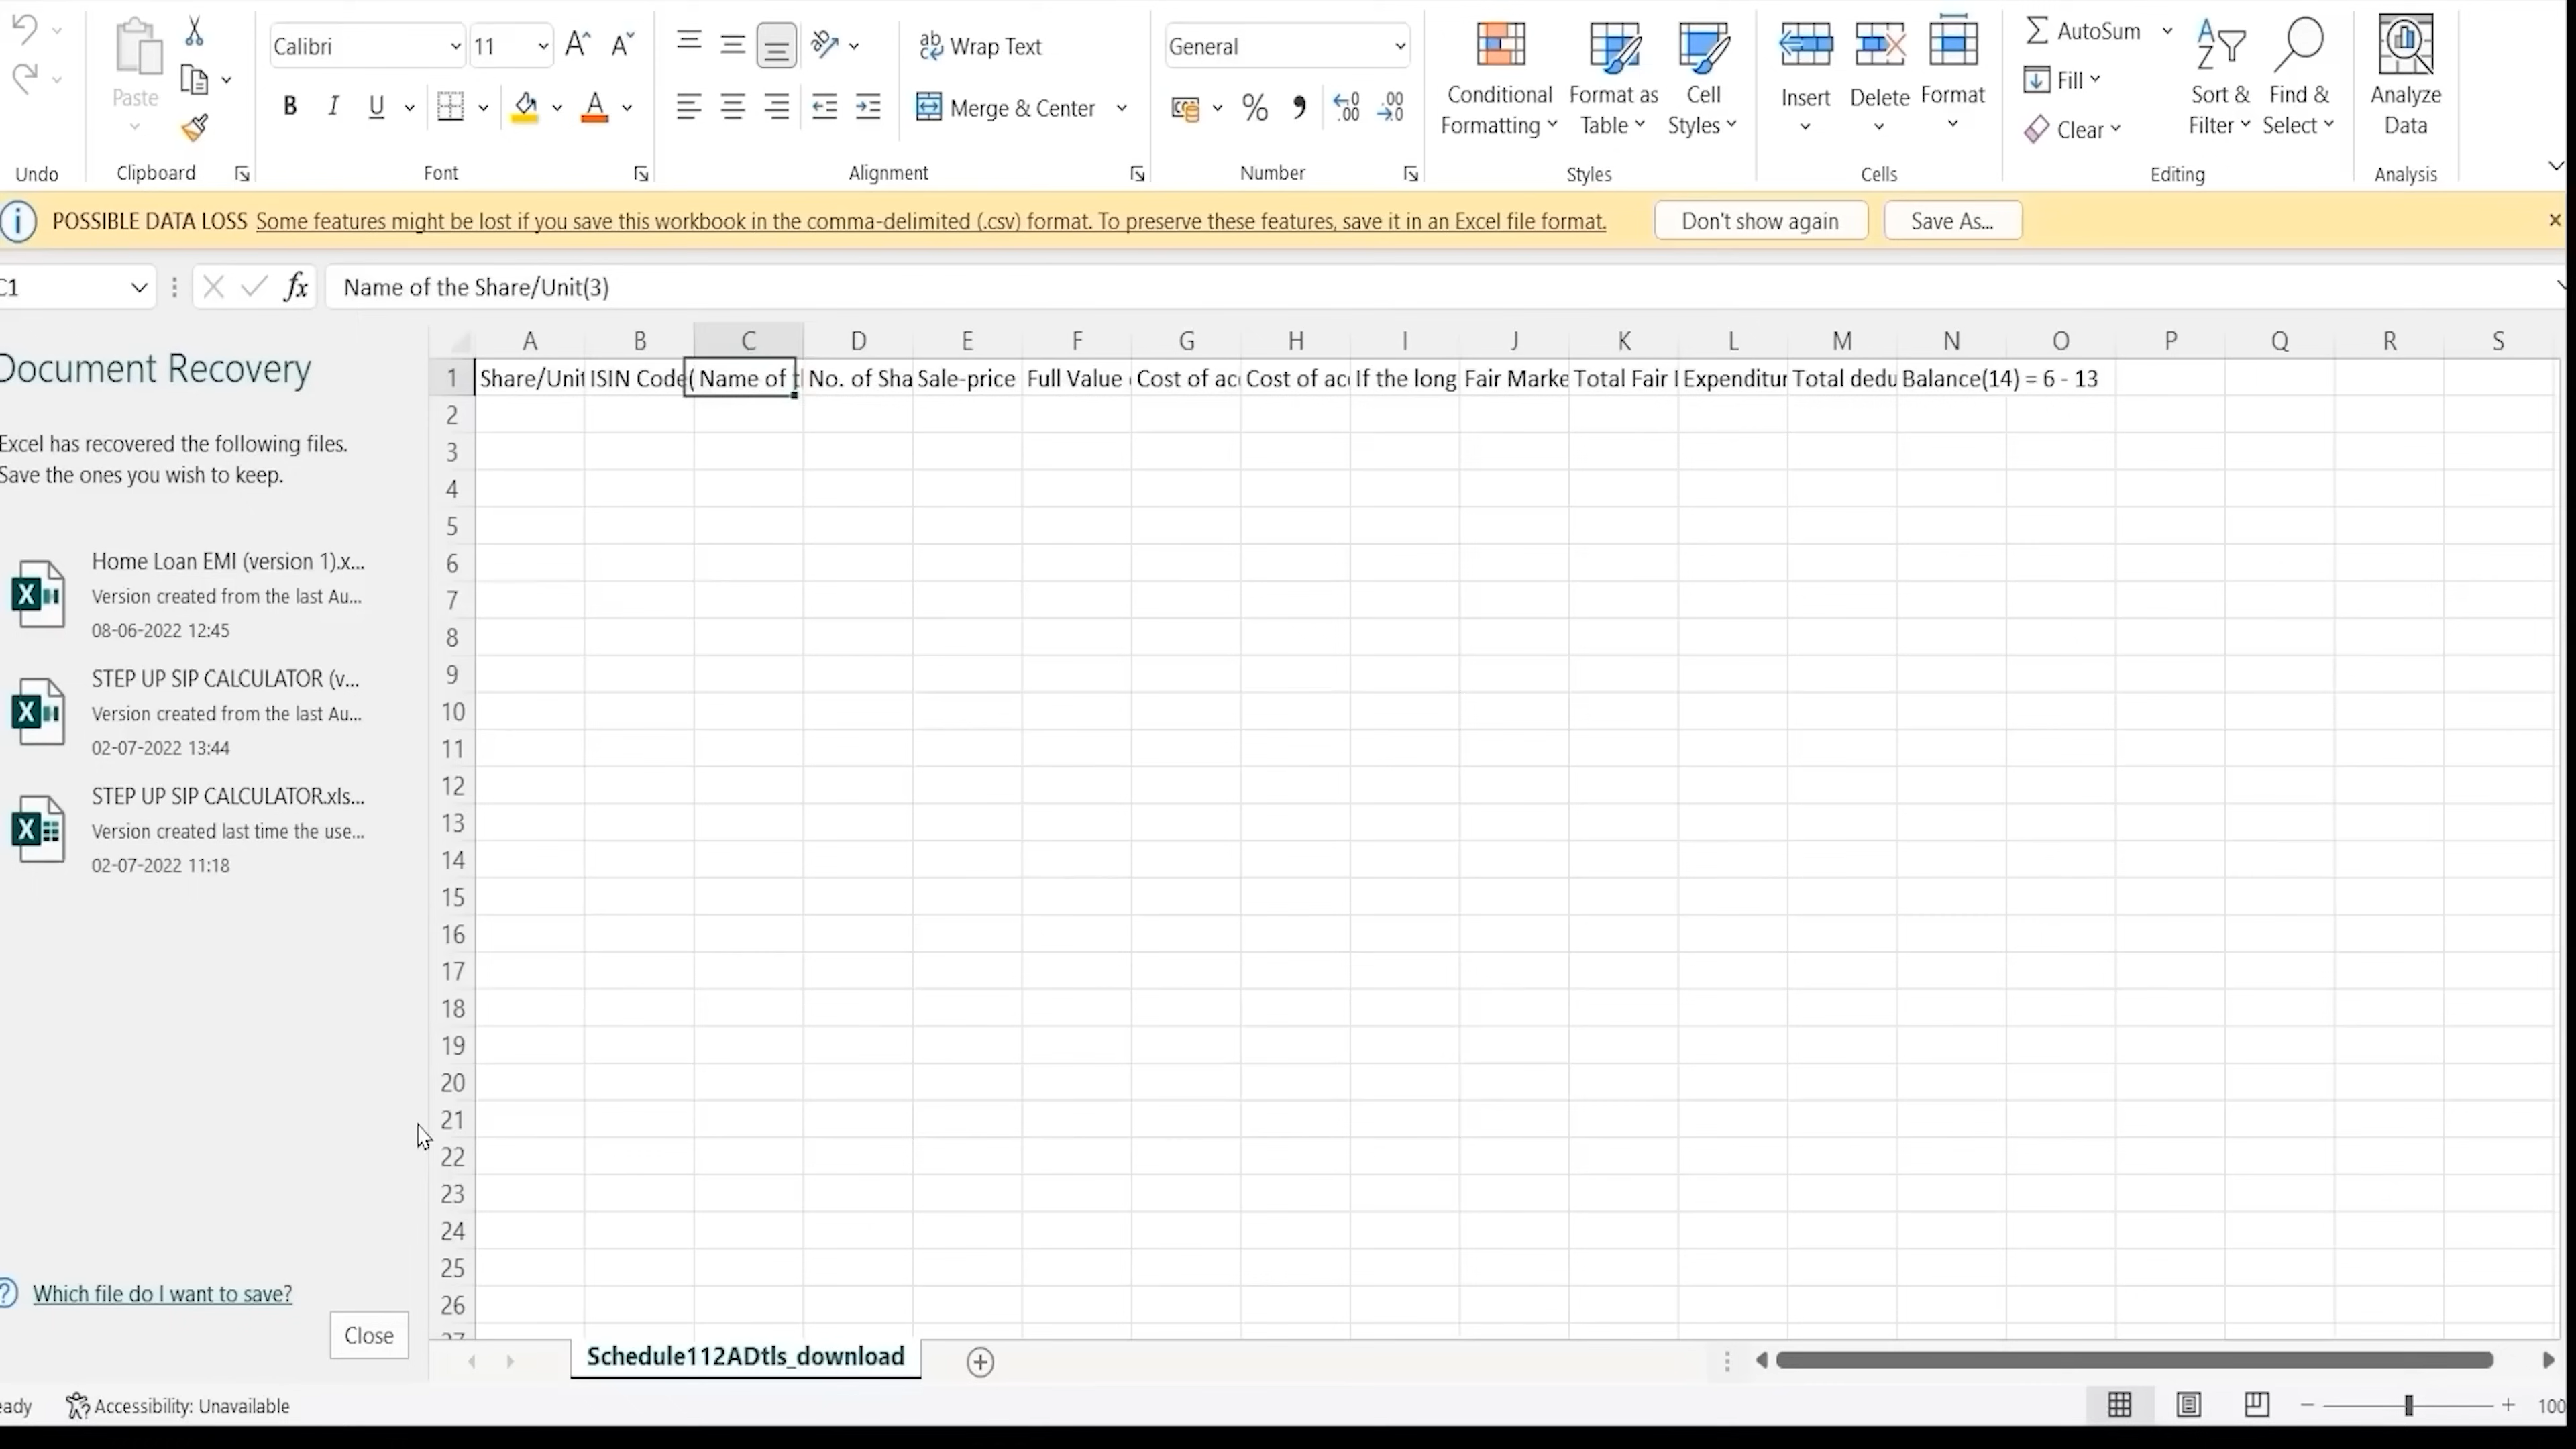 Calibri 11 Wrap Text General AutoSum
Paste B I U Merge & Center % Conditional Formatting Format as Table Cell Styles Insert Delete Format Fill Clear Sort & Filter Find & Select Analyze Data
Undo Clipboard Font Alignment Number Styles Cells Editing Analysis
POSSIBLE DATA LOSS Some features might be lost if you save this workbook in the comma-delimited (.csv) format. To preserve these features, save it in an Excel file format. Don't show again Save As...
C1 fx Name of the Share/Unit(3)
A B C D E F G H I J K L M N O P Q R S
1 Share/Unit ISIN Code( Name of t No. of Sha Sale-price Full Value Cost of acc Cost of acc If the long Fair Marke Total Fair Expenditur Total dedu Balance(14) = 6 - 13
Document Recovery
Excel has recovered the following files.
Save the ones you wish to keep.
Home Loan EMI (version 1).x...
Version created from the last Au...
08-06-2022 12:45
STEP UP SIP CALCULATOR (v...
Version created from the last Au...
02-07-2022 13:44
STEP UP SIP CALCULATOR.xls...
Version created last time the use...
02-07-2022 11:18
Which file do I want to save?
Close
2
3
4
5
6
7
8
9
10
11
12
13
14
15
16
17
18
19
20
21
22
23
24
25
26
27
Schedule112ADtls_download
eady Accessibility: Unavailable 100